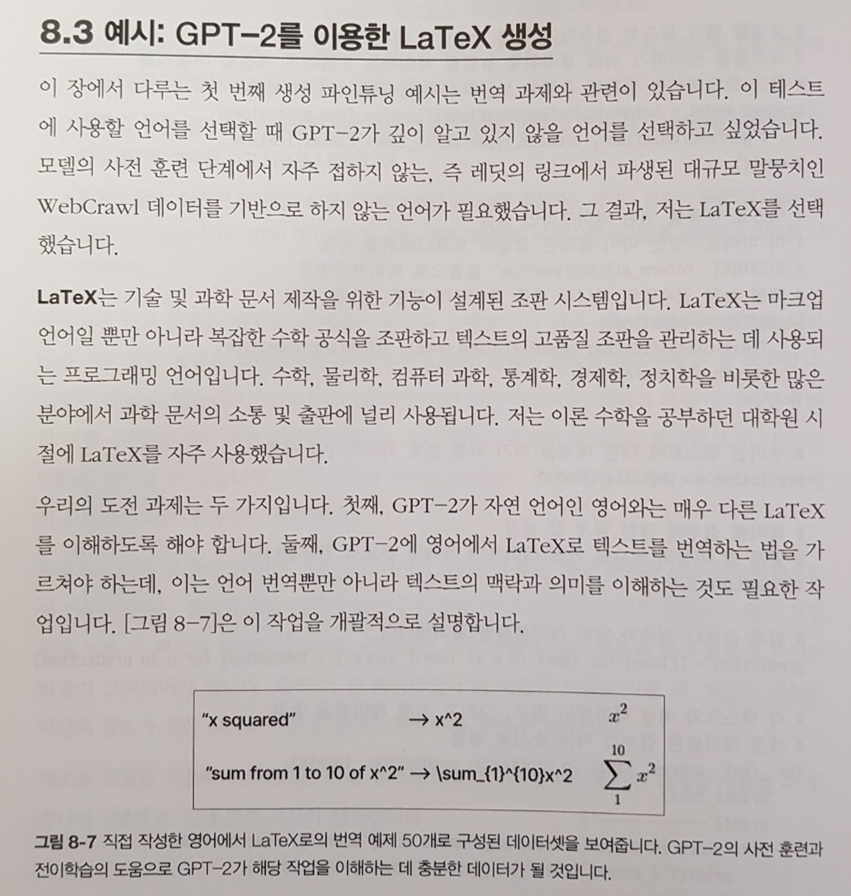 8.3 예시: GPT-2를 이용한 LaTeX 생성
이 장에서 다루는 첫 번째 생성 파인튜닝 예시는 번역 과제와 관련이 있습니다. 이 테스트
에 사용할 언어를 선택할 때 GPT-2가 깊이 알고 있지 않을 언어를 선택하고 싶었습니다.
모델의 사전 훈련 단계에서 자주 접하지 않는, 즉 레딧의 링크에서 파생된 대규모 말뭉치인
WebCrawl 데이터를 기반으로 하지 않는 언어가 필요했습니다. 그 결과, 저는 LaTeX를 선택
했습니다.
LaTeX는 기술 및 과학 문서 제작을 위한 기능이 설계된 조판 시스템입니다. LaTeX는 마크업
언어일 뿐만 아니라 복잡한 수학 공식을 조판하고 텍스트의 고품질 조판을 관리하는 데 사용되
는 프로그래밍 언어입니다. 수학, 물리학, 컴퓨터 과학, 통계학, 경제학, 정치학을 비롯한 많은
분야에서 과학 문서의 소통 및 출판에 널리 사용됩니다. 저는 이론 수학을 공부하던 대학원 시
절에 LaTeX를 자주 사용했습니다.
우리의 도전 과제는 두 가지입니다. 첫째, GPT-2가 자연 언어인 영어와는 매우 다른 LaTeX
를 이해하도록 해야 합니다. 둘째, GPT-2에 영어에서 LaTeX로 텍스트를 번역하는 법을 가
르쳐야 하는데, 이는 언어 번역뿐만 아니라 텍스트의 맥락과 의미를 이해하는 것도 필요한 작
업입니다. [그림 8-7]은 이 작업을 개괄적으로 설명합니다.
"x squared" → x^2 x²
"sum from 1 to 10 of x^2" → \sum_{1}^{10}x^2 10 ∑ 1 x²
그림 8-7 직접 작성한 영어에서 LaTeX로의 번역 예제 50개로 구성된 데이터셋을 보여줍니다. GPT-2의 사전 훈련과
전이학습의 도움으로 GPT-2가 해당 작업을 이해하는 데 충분한 데이터가 될 것입니다.